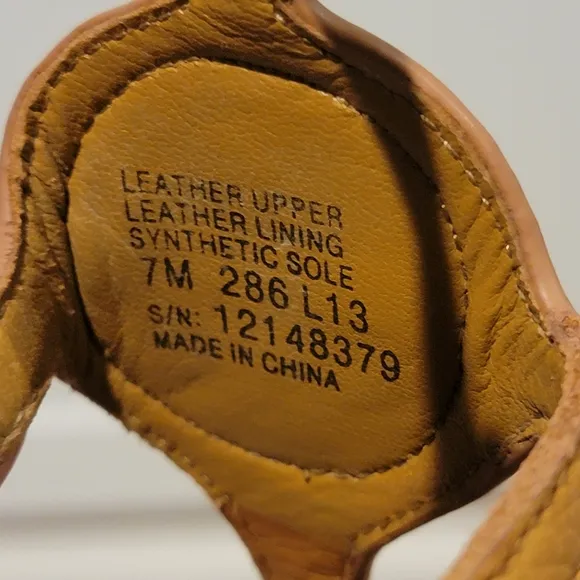 LEATHER UPPER
LEATHER LINING
SYNTHETIC SOLE
7M 286 L13
S/N: 12148379
MADE IN CHINA